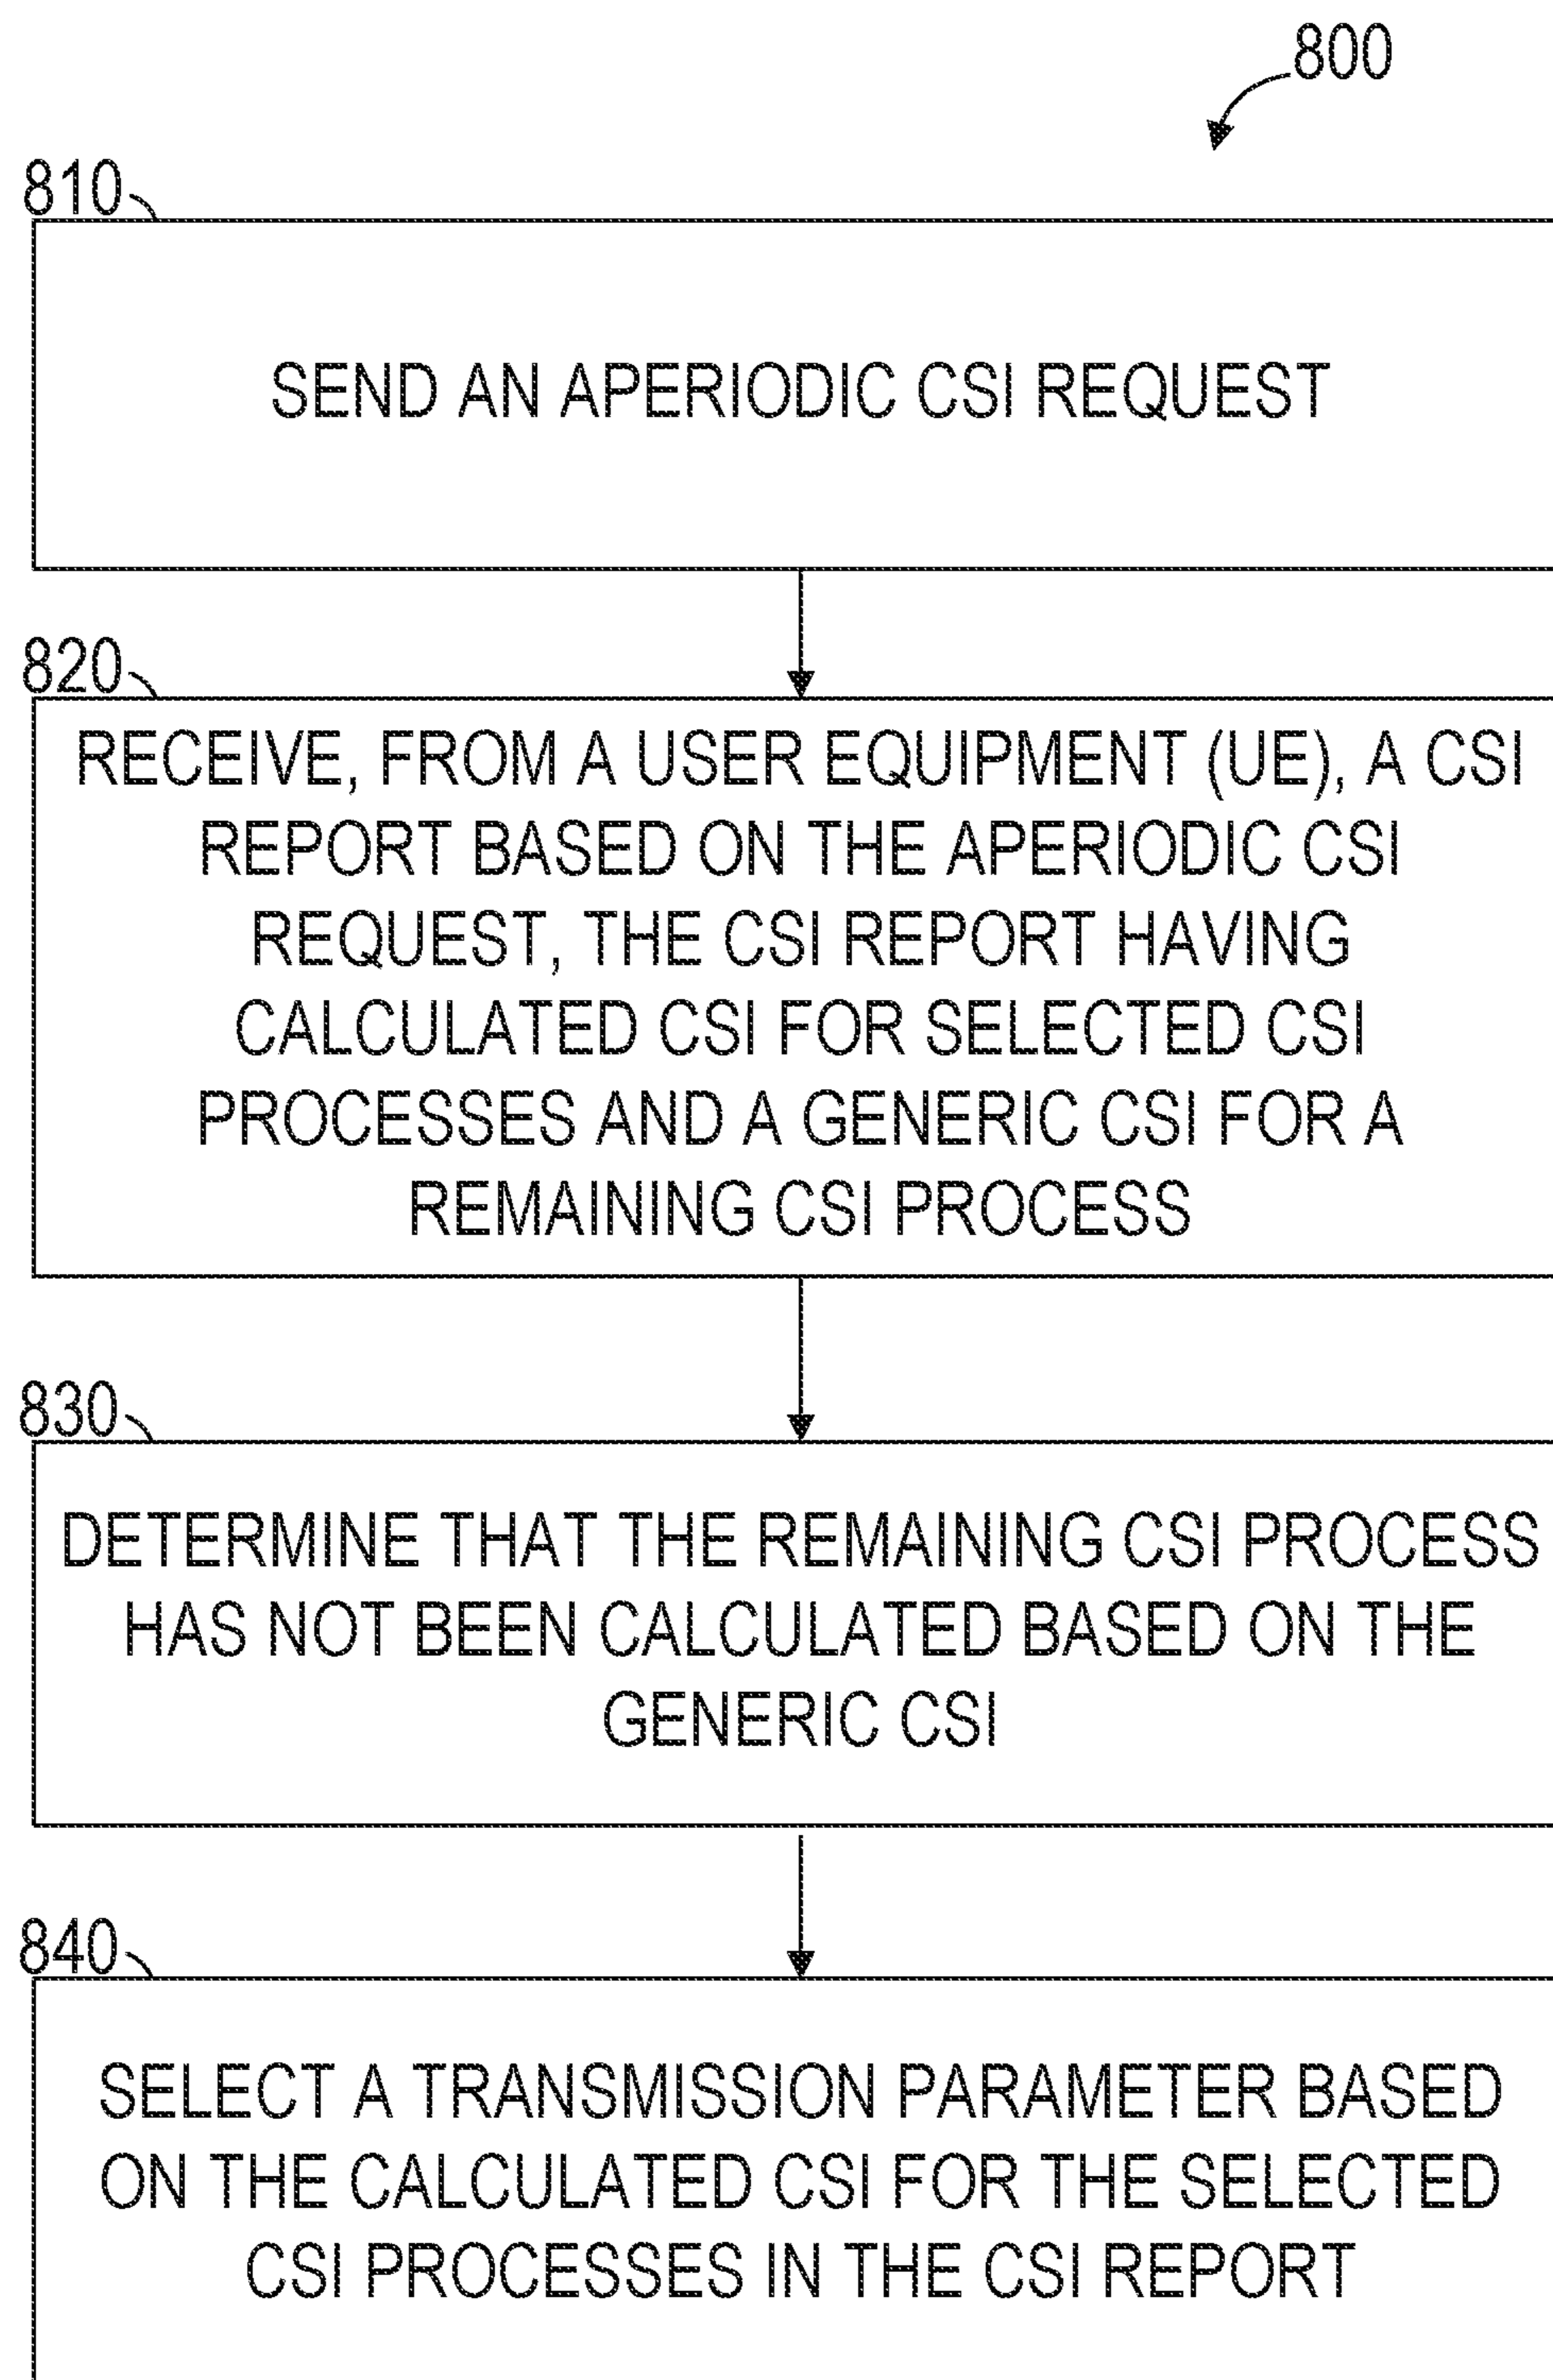 800
810
SEND AN APERIODIC CSI REQUEST
820
RECEIVE, FROM A USER EQUIPMENT (UE), A CSI
REPORT BASED ON THE APERIODIC CSI
REQUEST, THE CSI REPORT HAVING
CALCULATED CSI FOR SELECTED CSI
PROCESSES AND A GENERIC CSI FOR A
REMAINING CSI PROCESS
830
DETERMINE THAT THE REMAINING CSI PROCESS
HAS NOT BEEN CALCULATED BASED ON THE
GENERIC CSI
840
SELECT A TRANSMISSION PARAMETER BASED
ON THE CALCULATED CSI FOR THE SELECTED
CSI PROCESSES IN THE CSI REPORT